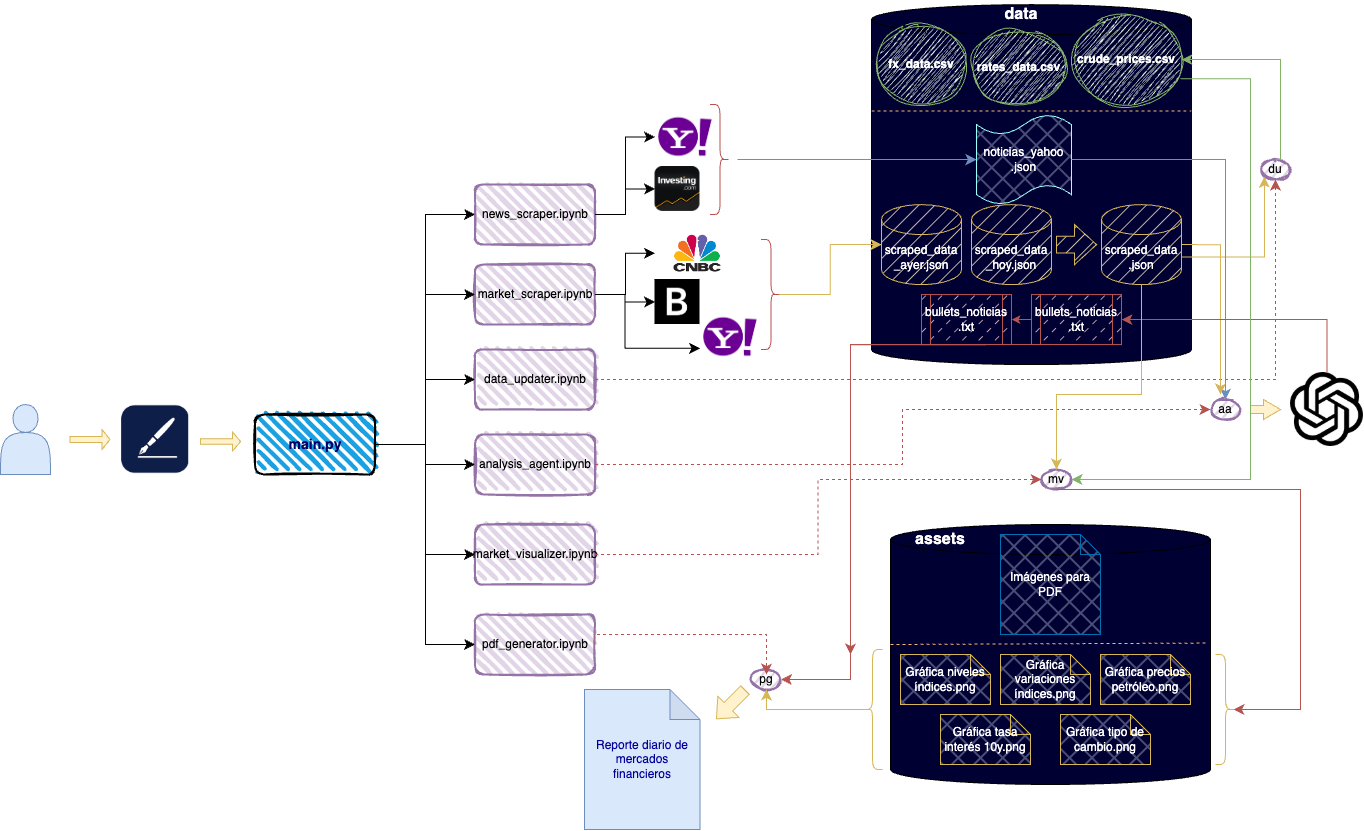 data
fx_data.csv
rates_data.csv
crude_prices.csv
noticias_yahoo
.json
du
Y!
Investing
.com
news_scraper.ipynb
scraped_data
_ayer.json
scraped_data
_hoy.json
scraped_data
.json
CNBC
market_scraper.ipynb
B
Y!
bullets_noticias
.txt
bullets_noticias
.txt
data_updater.ipynb
aa
main.py
analysis_agent.ipynb
mv
market_visualizer.ipynb
assets
Imágenes para
PDF
pdf_generator.ipynb
pg
Gráfica niveles
índices.png
Gráfica
variaciones
índices.png
Gráfica precios
petróleo.png
Gráfica tasa
interés 10y.png
Gráfica tipo de
cambio.png
Reporte diario de
mercados
financieros